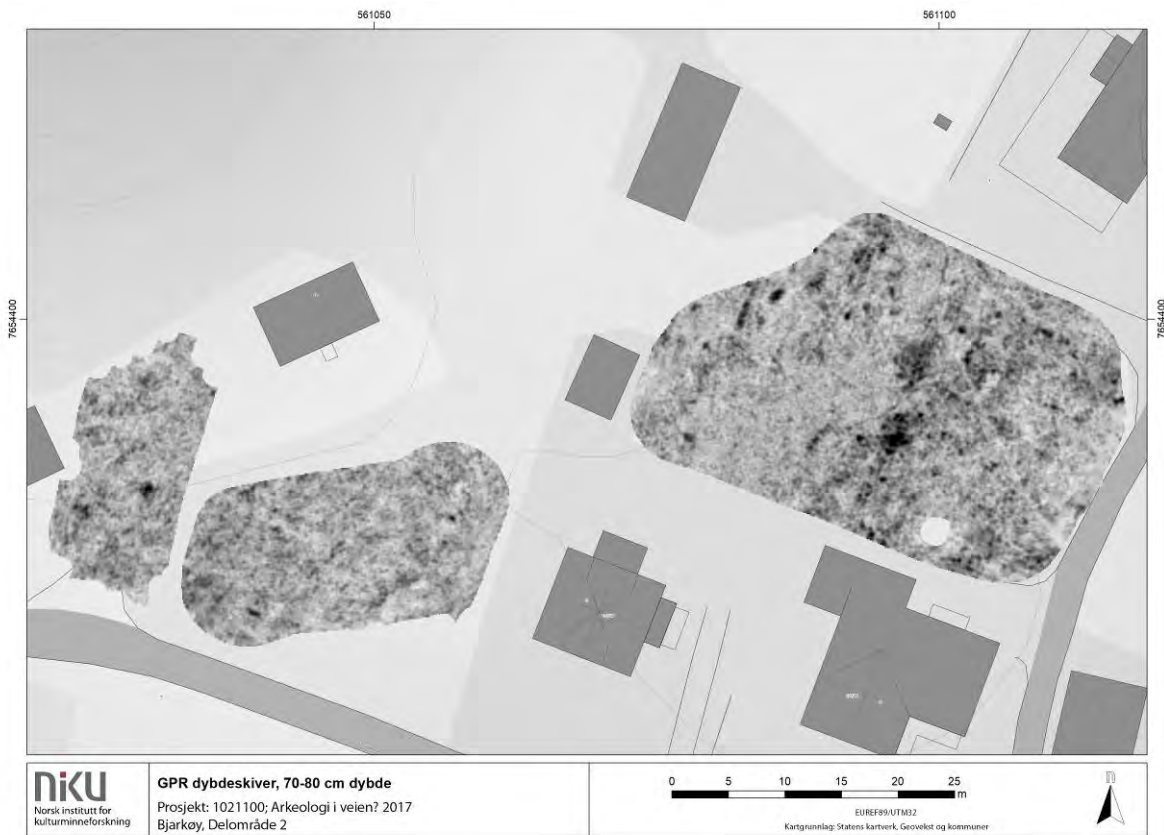 561050
561100
7654400
7654400
niku
Norsk institutt for
kulturminneforskning
GPR dybdeskiver, 70-80 cm dybde
Prosjekt: 1021100; Arkeologi i veien? 2017
Bjarkøy, Delområde 2
0 5 10 15 20 25
m
EUREF89/UTM32
Kartgrunnlag: Statens kartverk, Geovekst og kommuner
n